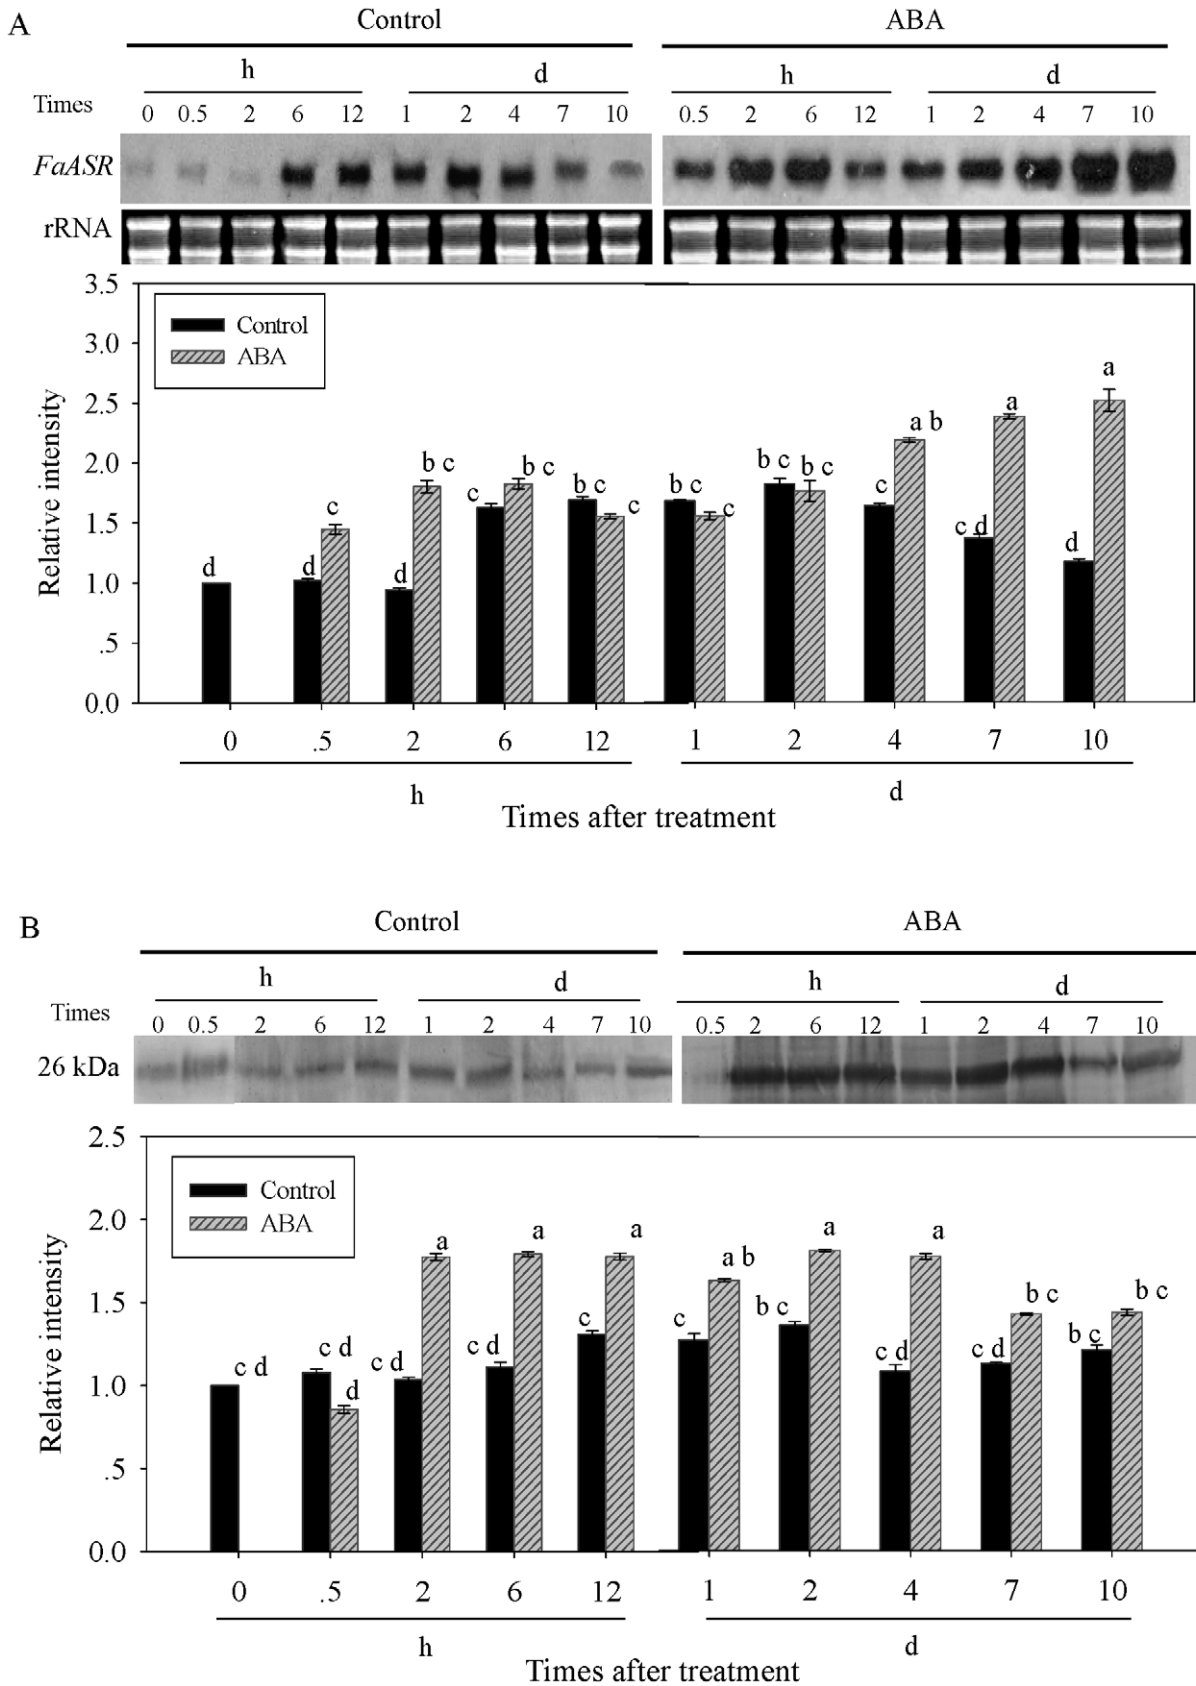 A
Control ABA
h d h d
Times 0 0.5 2 6 12 1 2 4 7 10 0.5 2 6 12 1 2 4 7 10
FaASR
rRNA
3.5
Control
3.0
ABA
a
a
2.5
a b
b c b c b c b c
2.0
c b c b c c
c c c c d
1.5
d d d d
1.0
.5
0.0
Relative intensity
0 .5 2 6 12 1 2 4 7 10
h d
Times after treatment
B
Control ABA
h d h d
Times 0 0.5 2 6 12 1 2 4 7 10 0.5 2 6 12 1 2 4 7 10
26 kDa
2.5
Control
2.0
ABA
a a a a b a a
1.5
c d c d c d c d c c b c c d c d b c b c b c
d
1.0
.5
0.0
Relative intensity
0 .5 2 6 12 1 2 4 7 10
h d
Times after treatment